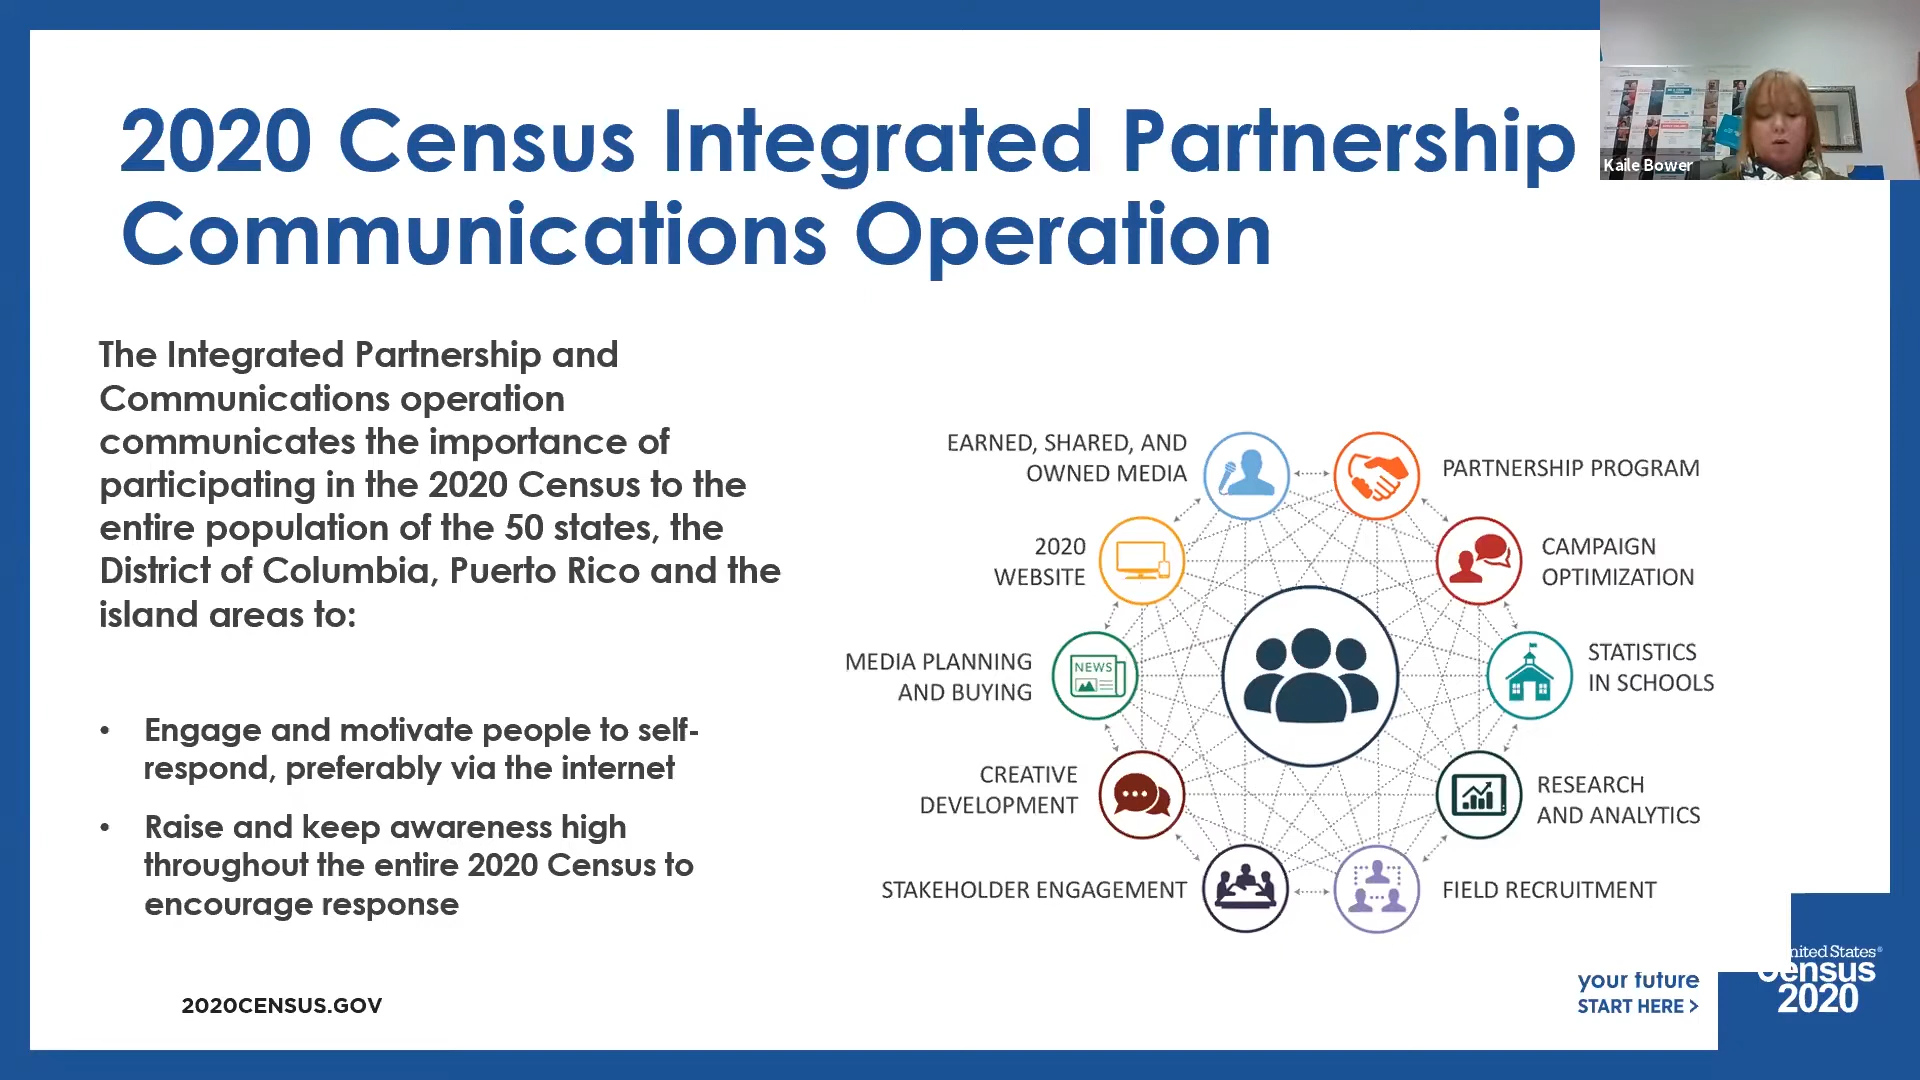 2020 Census Integrated Partnership
Communications Operation
Kaile Bower
The Integrated Partnership and
Communications operation
communicates the importance of
participating in the 2020 Census to the
entire population of the 50 states, the
District of Columbia, Puerto Rico and the
island areas to:
• Engage and motivate people to self-
respond, preferably via the internet
• Raise and keep awareness high
throughout the entire 2020 Census to
encourage response
EARNED, SHARED, AND
OWNED MEDIA
PARTNERSHIP PROGRAM
2020
WEBSITE
CAMPAIGN
OPTIMIZATION
MEDIA PLANNING
AND BUYING
NEWS
STATISTICS
IN SCHOOLS
CREATIVE
DEVELOPMENT
RESEARCH
AND ANALYTICS
STAKEHOLDER ENGAGEMENT
FIELD RECRUITMENT
2020CENSUS.GOV
your future
START HERE >
United States®
Census
2020